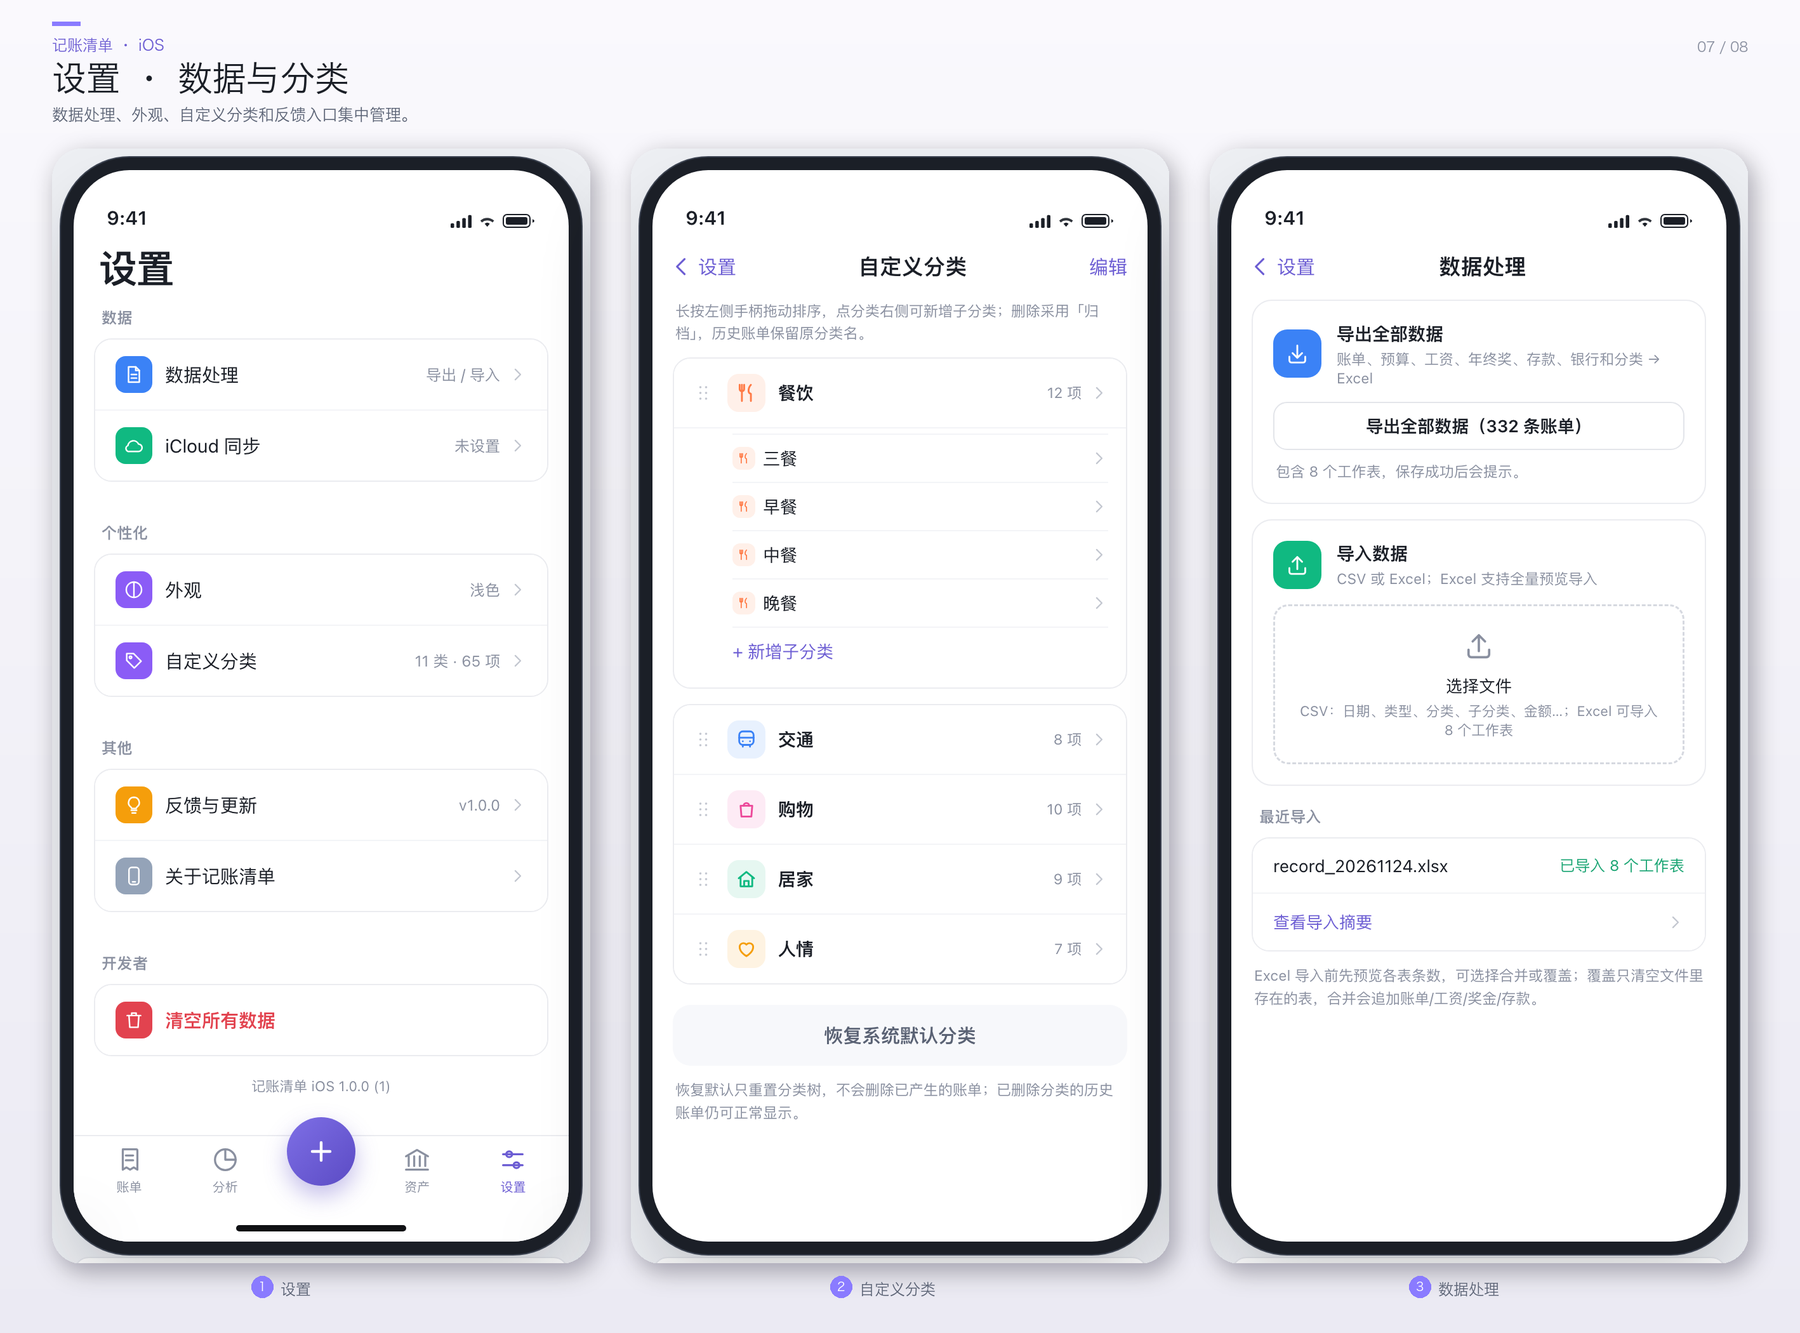 记账清单 · iOS
07 / 08
设置 · 数据与分类
数据处理、外观、自定义分类和反馈入口集中管理。
9:41
设置
数据
数据处理 导出 / 导入
iCloud 同步 未设置
个性化
外观 浅色
自定义分类 11 类 · 65 项
其他
反馈与更新 v1.0.0
关于记账清单
开发者
清空所有数据
记账清单 iOS 1.0.0 (1)
账单 分析 + 资产 设置
1 设置
9:41
设置 自定义分类 编辑
长按左侧手柄拖动排序，点分类右侧可新增子分类；删除采用「归
档」，历史账单保留原分类名。
餐饮 12 项
三餐
早餐
中餐
晚餐
+ 新增子分类
交通 8 项
购物 10 项
居家 9 项
人情 7 项
恢复系统默认分类
恢复默认只重置分类树，不会删除已产生的账单；已删除分类的历史
账单仍可正常显示。
2 自定义分类
9:41
设置 数据处理
导出全部数据
账单、预算、工资、年终奖、存款、银行和分类 →
Excel
导出全部数据（332 条账单）
包含 8 个工作表，保存成功后会提示。
导入数据
CSV 或 Excel；Excel 支持全量预览导入
选择文件
CSV：日期、类型、分类、子分类、金额...；Excel 可导入
8 个工作表
最近导入
record_20261124.xlsx 已导入 8 个工作表
查看导入摘要
Excel 导入前先预览各表条数，可选择合并或覆盖；覆盖只清空文件里
存在的表，合并会追加账单/工资/奖金/存款。
3 数据处理